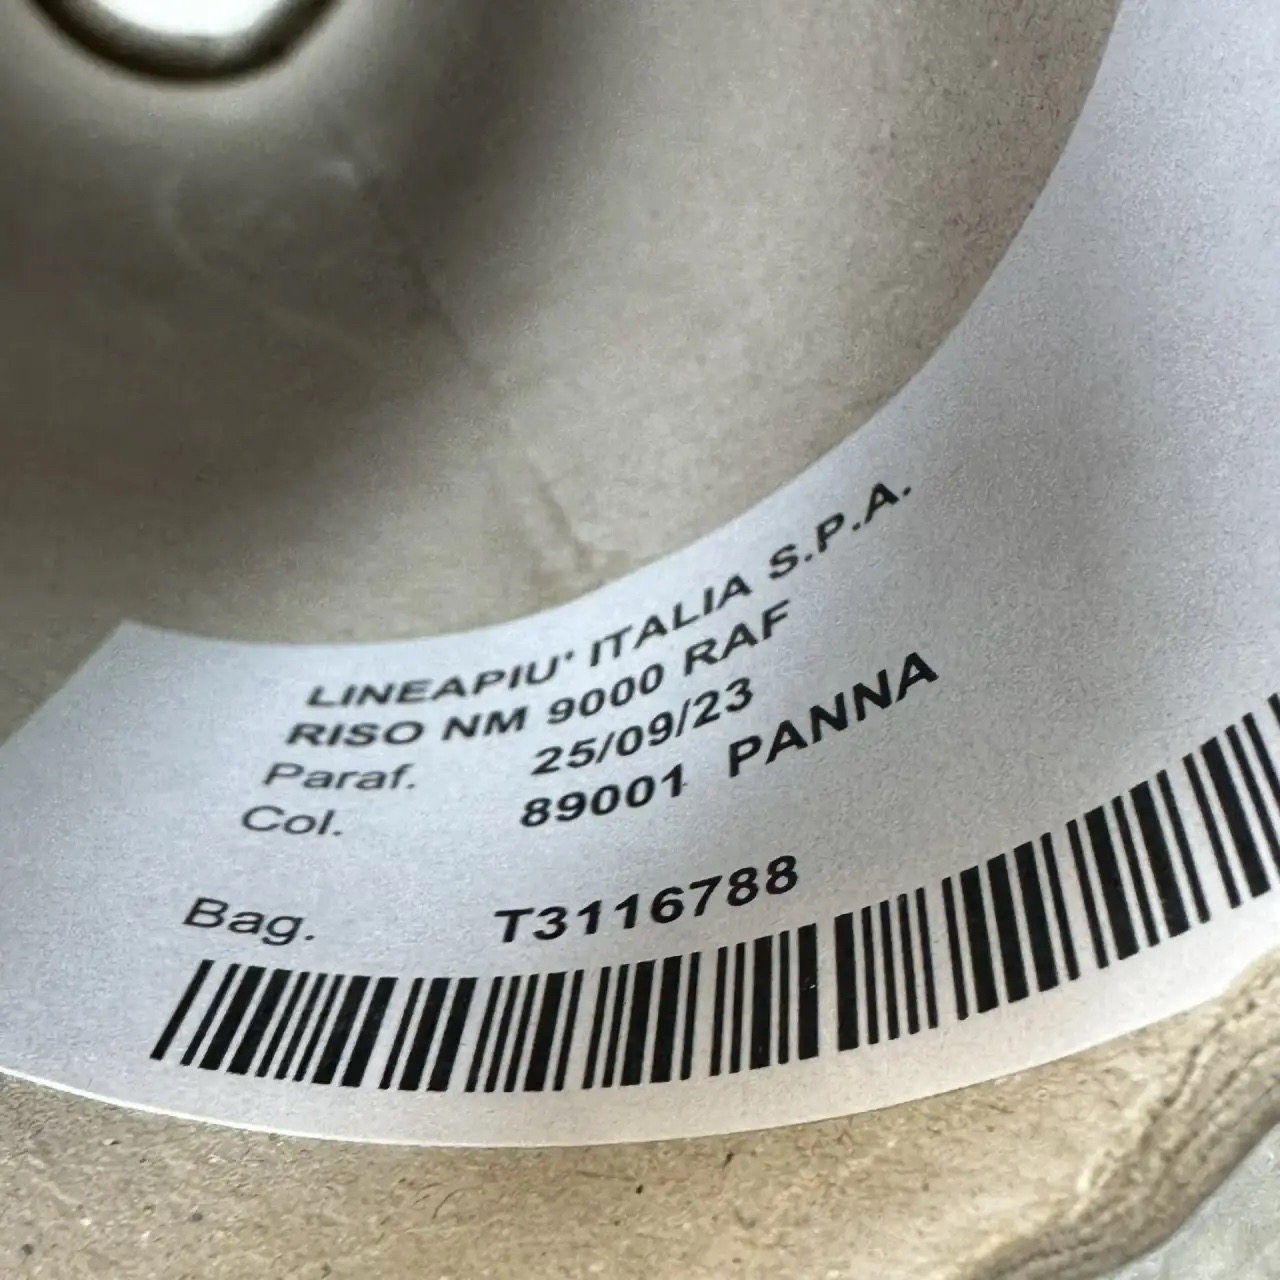 LINEAPIU' ITALIA S.P.A.
RISO NM 9000 RAF
Paraf. 25/09/23
Col. 89001 PANNA
Bag. T3116788